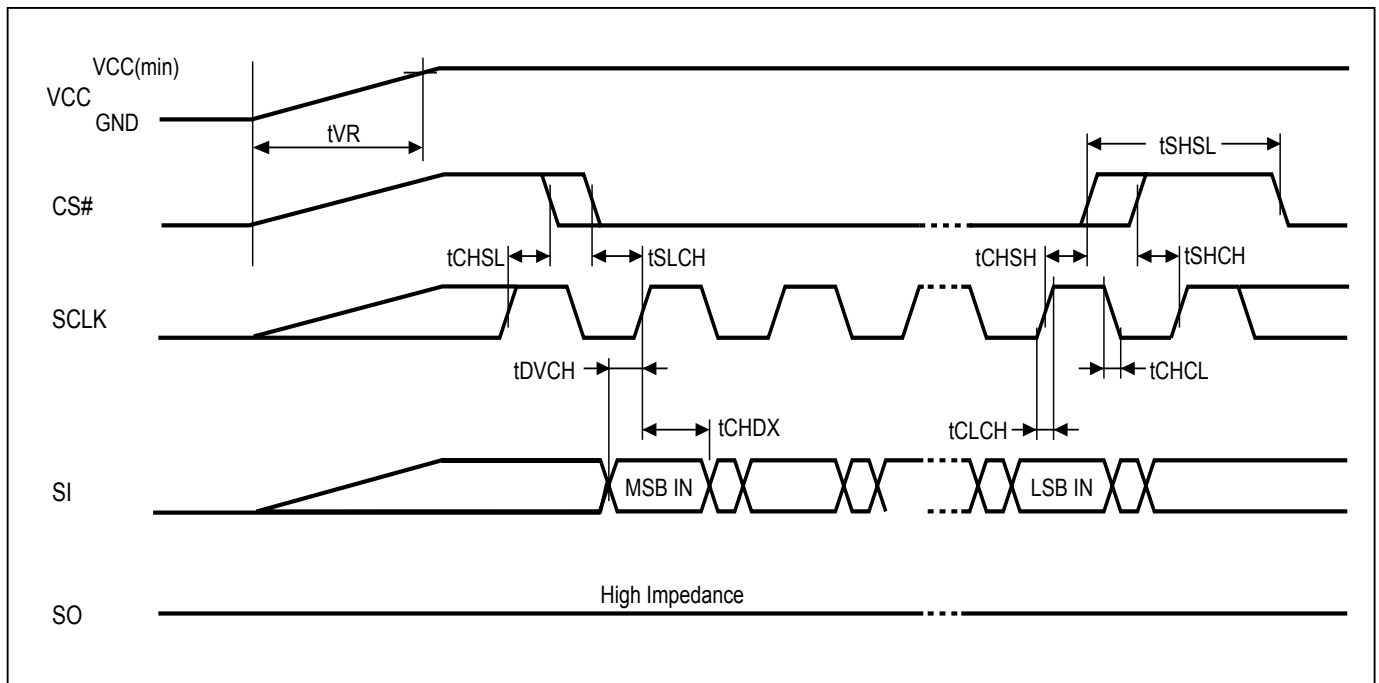 VCC(min)
VCC
GND
tVR
tSHSL
CS#
tCHSL
tSLCH
tCHSH
tSHCH
SCLK
tDVCH
tCHCL
tCHDX
tCLCH
SI
MSB IN
LSB IN
High Impedance
SO